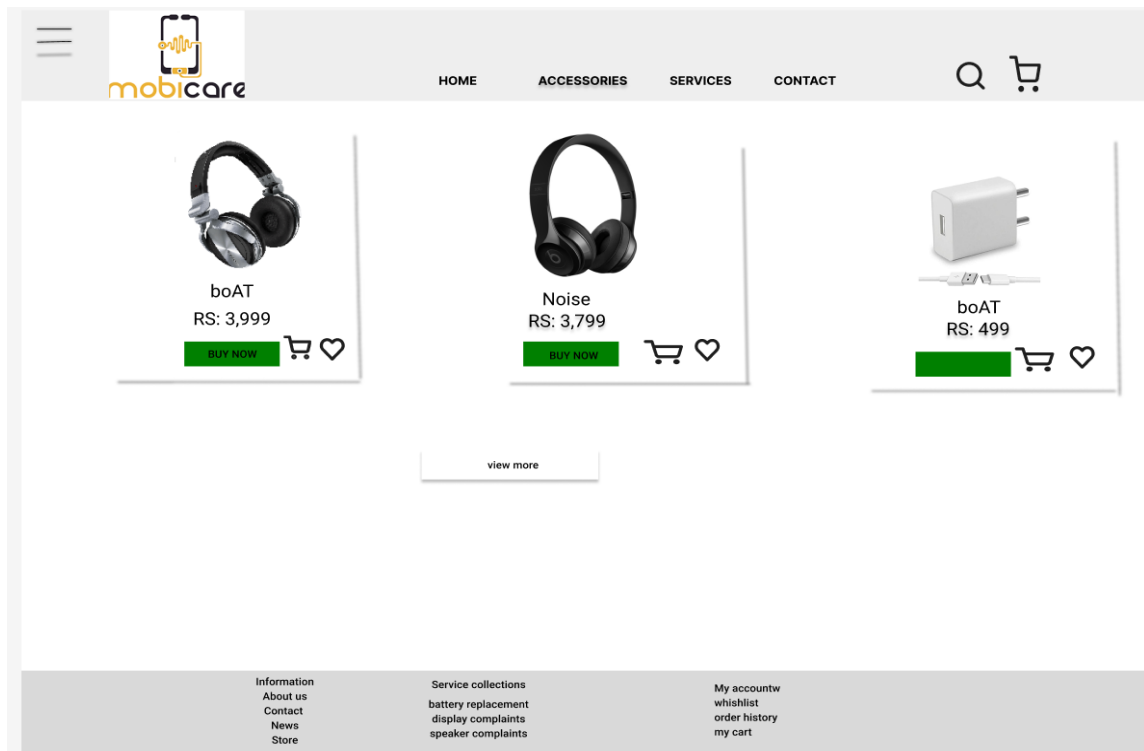 mobicare
HOME ACCESSORIES SERVICES CONTACT
boAT
RS: 3,999
BUY NOW
Noise
RS: 3,799
BUY NOW
boAT
RS: 499
view more
Information
About us
Contact
News
Store
Service collections
battery replacement
display complaints
speaker complaints
My accountw
whishlist
order history
my cart